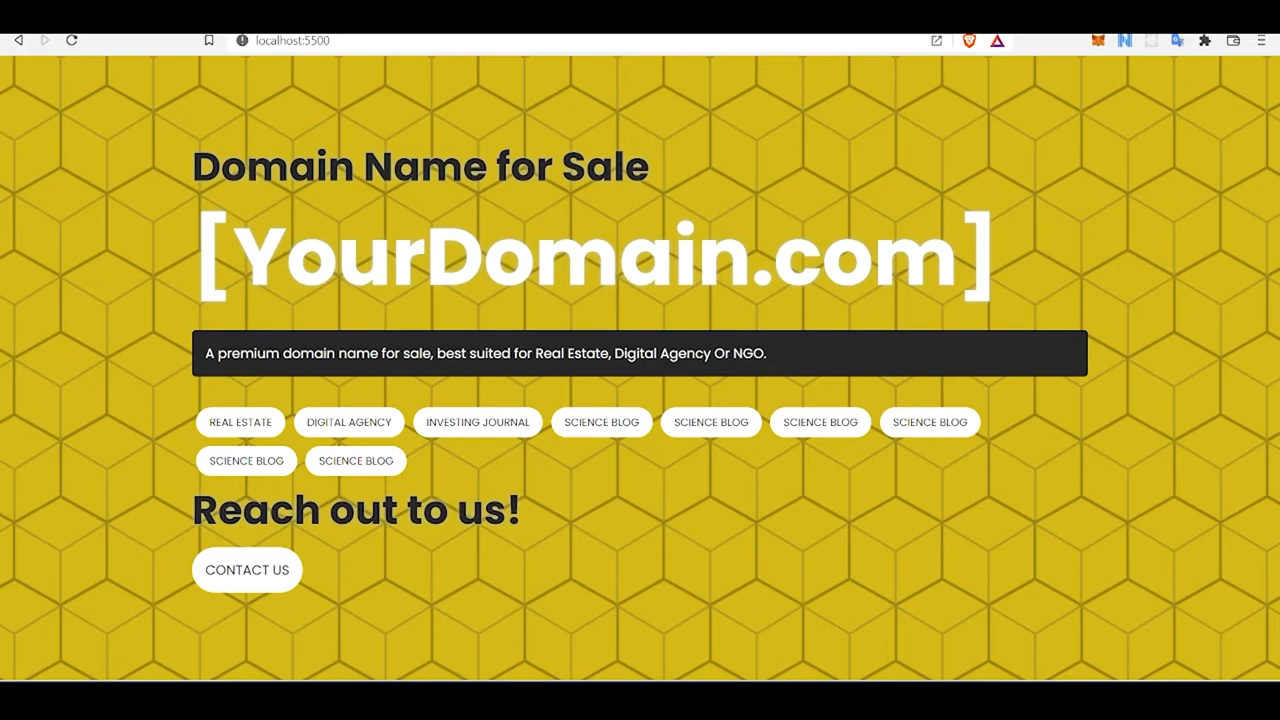 localhost:5500
Domain Name for Sale
[YourDomain.com]
A premium domain name for sale, best suited for Real Estate, Digital Agency Or NGO.
REAL ESTATE DIGITAL AGENCY INVESTING JOURNAL SCIENCE BLOG SCIENCE BLOG SCIENCE BLOG SCIENCE BLOG
SCIENCE BLOG SCIENCE BLOG
Reach out to us!
CONTACT US